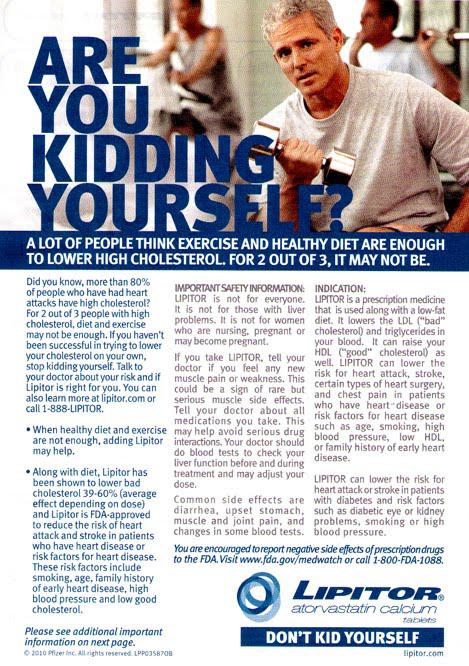 ARE
YOU
KIDDING
YOURSELF?
A LOT OF PEOPLE THINK EXERCISE AND HEALTHY DIET ARE ENOUGH
TO LOWER HIGH CHOLESTEROL. FOR 2 OUT OF 3, IT MAY NOT BE.
Did you know, more than 80%
of people who have had heart
attacks have high cholesterol?
For 2 out of 3 people with high
cholesterol, diet and exercise
may not be enough. If you haven't
been successful in trying to lower
your cholesterol on your own,
stop kidding yourself. Talk to
your doctor about your risk and if
Lipitor is right for you. You can
also learn more at lipitor.com or
call 1-888-LIPITOR.
• When healthy diet and exercise
are not enough, adding Lipitor
may help.
• Along with diet, Lipitor has
been shown to lower bad
cholesterol 39-60% (average
effect depending on dose)
and Lipitor is FDA-approved
to reduce the risk of heart
attack and stroke in patients
who have heart disease or
risk factors for heart disease.
These risk factors include
smoking, age, family history
of early heart disease, high
blood pressure and low good
cholesterol.
Please see additional important
information on next page.
© 2010 Pfizer Inc. All rights reserved. LPP03587OB
IMPORTANT SAFETY INFORMATION:
LIPITOR is not for everyone.
It is not for those with liver
problems. It is not for women
who are nursing, pregnant or
may become pregnant.
If you take LIPITOR, tell your
doctor if you feel any new
muscle pain or weakness. This
could be a sign of rare but
serious muscle side effects.
Tell your doctor about all
medications you take. This
may help avoid serious drug
interactions. Your doctor should
do blood tests to check your
liver function before and during
treatment and may adjust your
dose.
Common side effects are
diarrhea, upset stomach,
muscle and joint pain, and
changes in some blood tests.
INDICATION:
LIPITOR is a prescription medicine
that is used along with a low-fat
diet. It lowers the LDL ("bad"
cholesterol) and triglycerides in
your blood. It can raise your
HDL ("good" cholesterol) as
well. LIPITOR can lower the
risk for heart attack, stroke,
certain types of heart surgery,
and chest pain in patients
who have heart disease or
risk factors for heart disease
such as age, smoking, high
blood pressure, low HDL,
or family history of early heart
disease.
LIPITOR can lower the risk for
heart attack or stroke in patients
with diabetes and risk factors
such as diabetic eye or kidney
problems, smoking or high
blood pressure.
You are encouraged to report negative side effects of prescription drugs
to the FDA. Visit www.fda.gov/medwatch or call 1-800-FDA-1088.
LIPITOR®
atorvastatin calcium
tablets
DON'T KID YOURSELF
lipitor.com